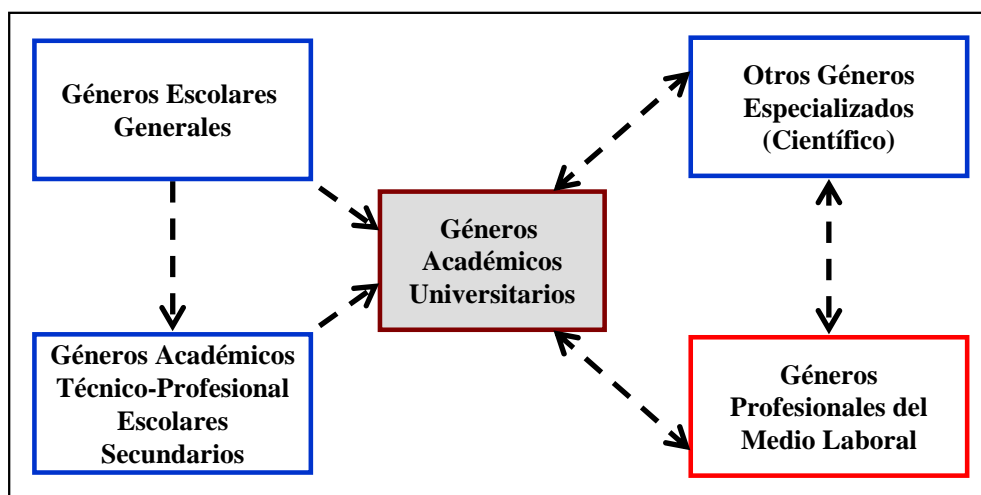 Géneros Escolares
Generales
Otros Géneros
Especializados
(Científico)
Géneros
Académicos
Universitarios
Géneros Académicos
Técnico-Profesional
Escolares
Secundarios
Géneros
Profesionales del
Medio Laboral